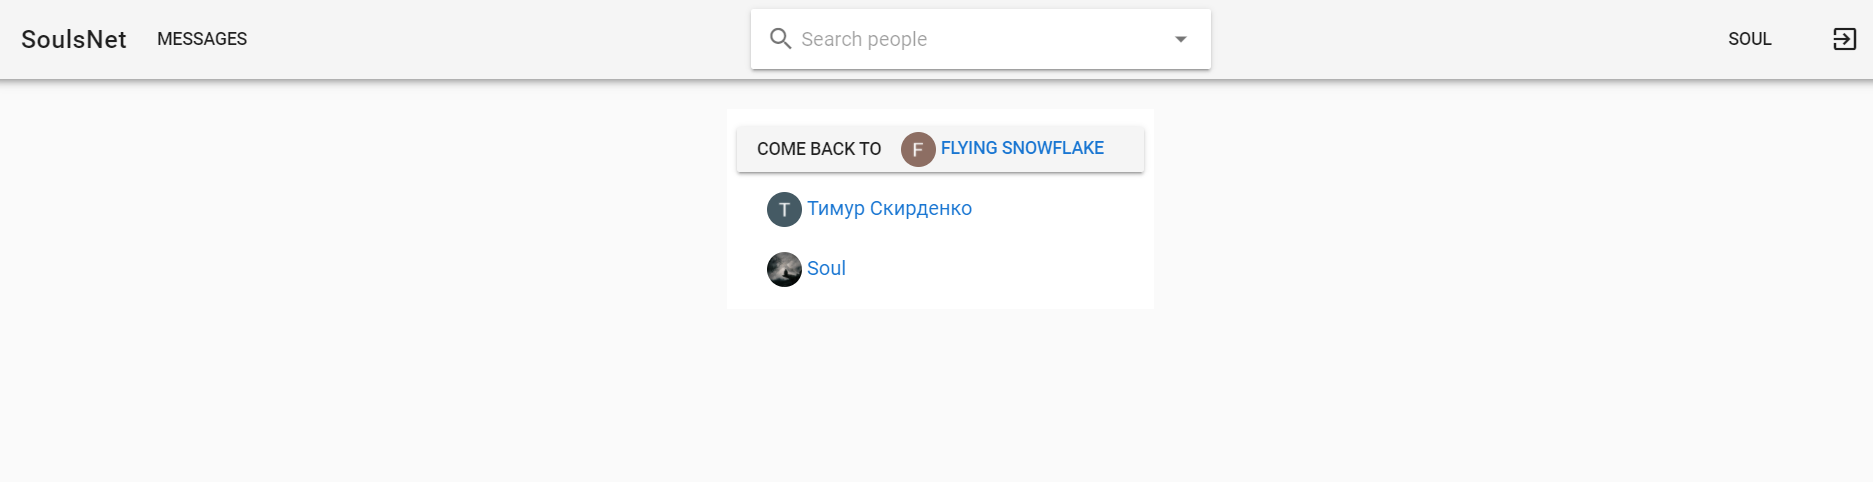 SoulsNet MESSAGES Search people SOUL
COME BACK TO F FLYING SNOWFLAKE
T Тимур Скирденко
Soul